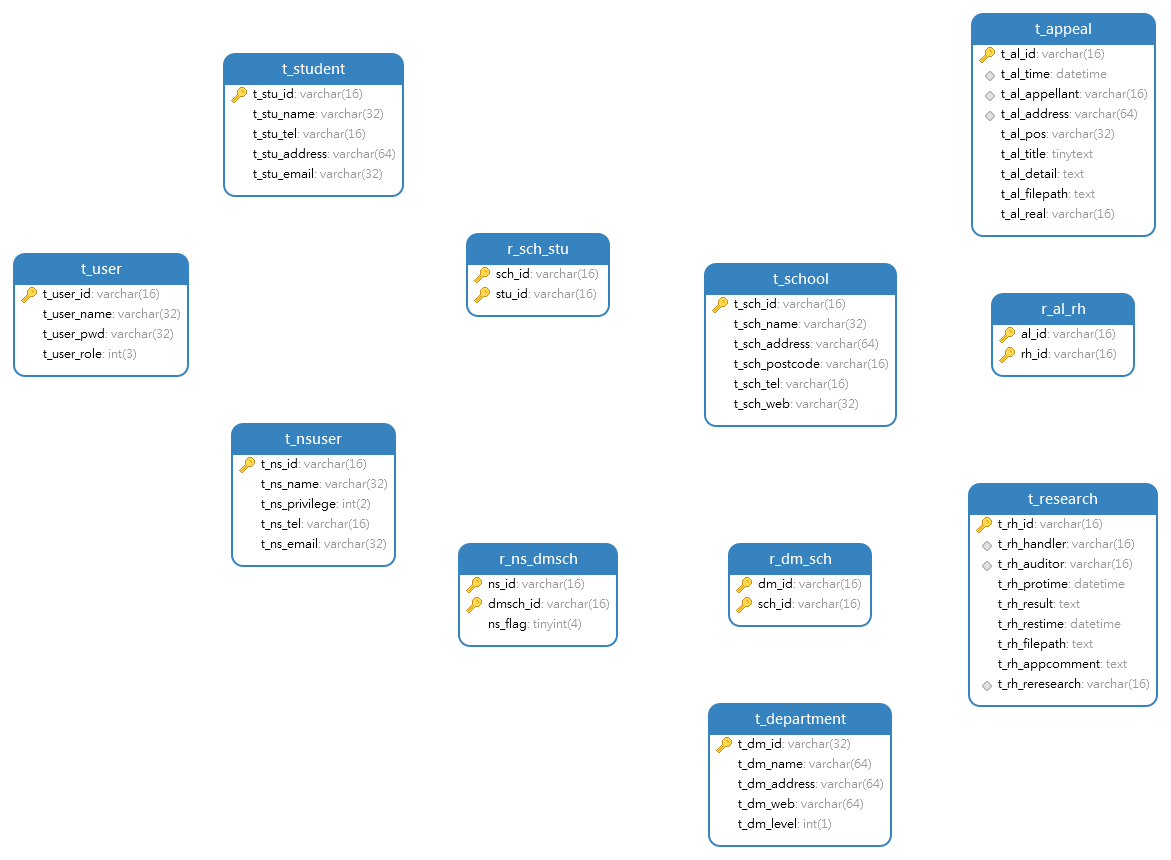 t_appeal
t_al_id: varchar(16)
t_al_time: datetime
t_al_appellant: varchar(16)
t_al_address: varchar(64)
t_al_pos: varchar(32)
t_al_title: tinytext
t_al_detail: text
t_al_filepath: text
t_al_real: varchar(16)
t_student
t_stu_id: varchar(16)
t_stu_name: varchar(32)
t_stu_tel: varchar(16)
t_stu_address: varchar(64)
t_stu_email: varchar(32)
r_sch_stu
sch_id: varchar(16)
stu_id: varchar(16)
t_user
t_user_id: varchar(16)
t_user_name: varchar(32)
t_user_pwd: varchar(32)
t_user_role: int(3)
t_school
t_sch_id: varchar(16)
t_sch_name: varchar(32)
t_sch_address: varchar(64)
t_sch_postcode: varchar(16)
t_sch_tel: varchar(16)
t_sch_web: varchar(32)
r_al_rh
al_id: varchar(16)
rh_id: varchar(16)
t_nsuser
t_ns_id: varchar(16)
t_ns_name: varchar(32)
t_ns_privilege: int(2)
t_ns_tel: varchar(16)
t_ns_email: varchar(32)
t_research
t_rh_id: varchar(16)
t_rh_handler: varchar(16)
t_rh_auditor: varchar(16)
t_rh_protime: datetime
t_rh_result: text
t_rh_restime: datetime
t_rh_filepath: text
t_rh_appcomment: text
t_rh_reresearch: varchar(16)
r_ns_dmsch
ns_id: varchar(16)
dmsch_id: varchar(16)
ns_flag: tinyint(4)
r_dm_sch
dm_id: varchar(16)
sch_id: varchar(16)
t_department
t_dm_id: varchar(32)
t_dm_name: varchar(64)
t_dm_address: varchar(64)
t_dm_web: varchar(64)
t_dm_level: int(1)